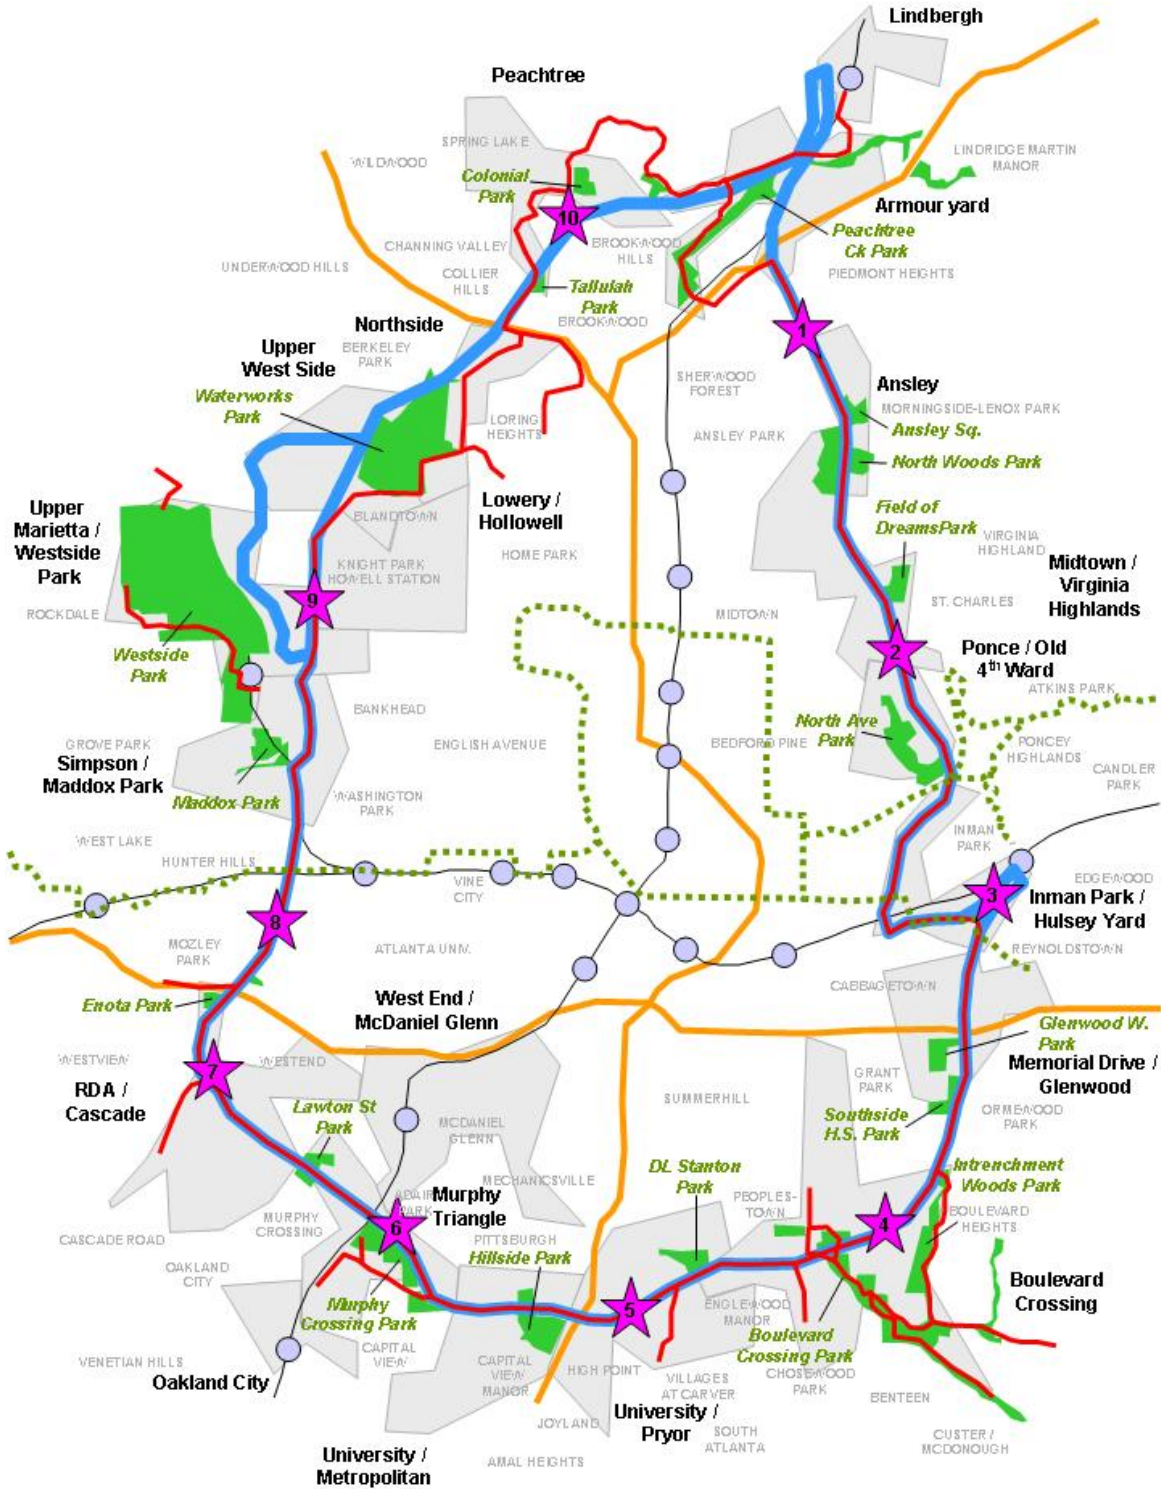 Lindbergh
Peachtree
SPRING LAKE
WILDWOOD
LINDRIDGE MARTIN
MANOR
Colonial
Park
Armour yard
10
Peachtree
Ck Park
CHANNING VALLEY
BROOKWOOD
HILLS
UNDERWOOD HILLS
COLLIER
HILLS
PIEDMONT HEIGHTS
Tallulah
Park
BROOKWOOD
Northside
1
Upper
West Side
BERKELEY
PARK
SHERWOOD
FOREST
Ansley
Waterworks
Park
MORNINGSIDE-LENOX PARK
Ansley Sq.
LORING
HEIGHTS
ANSLEY PARK
North Woods Park
Upper
Marietta /
Westside
Park
Lowery /
Hollowell
Field of
DreamsPark
BLANDTOWN
VIRGINIA
HIGHLAND
HOME PARK
KNIGHT PARK
HOWELL STATION
Midtown /
Virginia
Highlands
9
ST. CHARLES
ROCKDALE
MIDTOWN
Westside
Park
2
Ponce / Old
4th Ward
ATKINS PARK
BANKHEAD
North Ave
Park
GROVE PARK
ENGLISH AVENUE
BEDFORD PINE
PONCEY
HIGHLANDS
Simpson /
Maddox Park
CANDLER
PARK
Maddox Park
WASHINGTON
PARK
WEST LAKE
INMAN
PARK
HUNTER HILLS
VINE
CITY
EDGEWOOD
3
Inman Park /
Hulsey Yard
8
MOZLEY
PARK
ATLANTA UNIV.
REYNOLDSTOWN
CABBAGETOWN
Enota Park
West End /
McDaniel Glenn
Glenwood W.
Park
WESTVIEW
WESTEND
Memorial Drive /
Glenwood
7
GRANT
PARK
RDA /
Cascade
SUMMERHILL
Lawton St
Park
Southside
H.S. Park
ORMEWOOD
PARK
MCDANIEL
GLENN
MECHANICSVILLE
DL Stanton
Park
Intrenchment
Woods Park
ADAIR
PARK
Murphy
Triangle
PEOPLES-
TOWN
BOULEVARD
HEIGHTS
MURPHY
CROSSING
6
4
CASCADE ROAD
PITTSBURGH
Hillside Park
OAKLAND
CITY
Boulevard
Crossing
Murphy
Crossing Park
5
ENGLEWOOD
MANOR
Boulevard
Crossing Park
VENETIAN HILLS
CAPITAL
VIEW
CAPITAL
VIEW
MANOR
HIGH POINT
CHOSEWOOD
PARK
Oakland City
VILLAGES
AT CARVER
BENTEEN
University /
Pryor
JOYLAND
SOUTH
ATLANTA
CUSTER /
MCDONOUGH
University /
Metropolitan
AMAL HEIGHTS